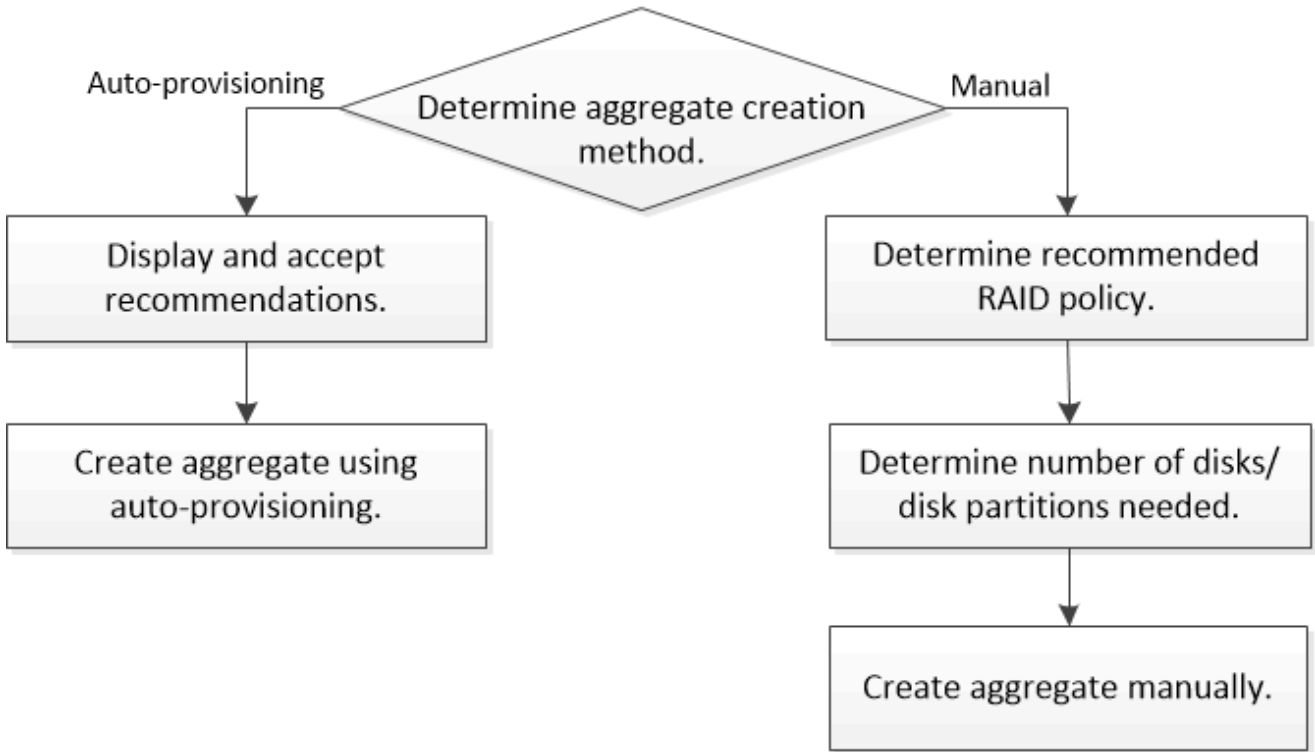 Auto-provisioning
Manual
Determine aggregate creation
method.
Display and accept
recommendations.
Create aggregate using
auto-provisioning.
Determine recommended
RAID policy.
Determine number of disks/
disk partitions needed.
Create aggregate manually.